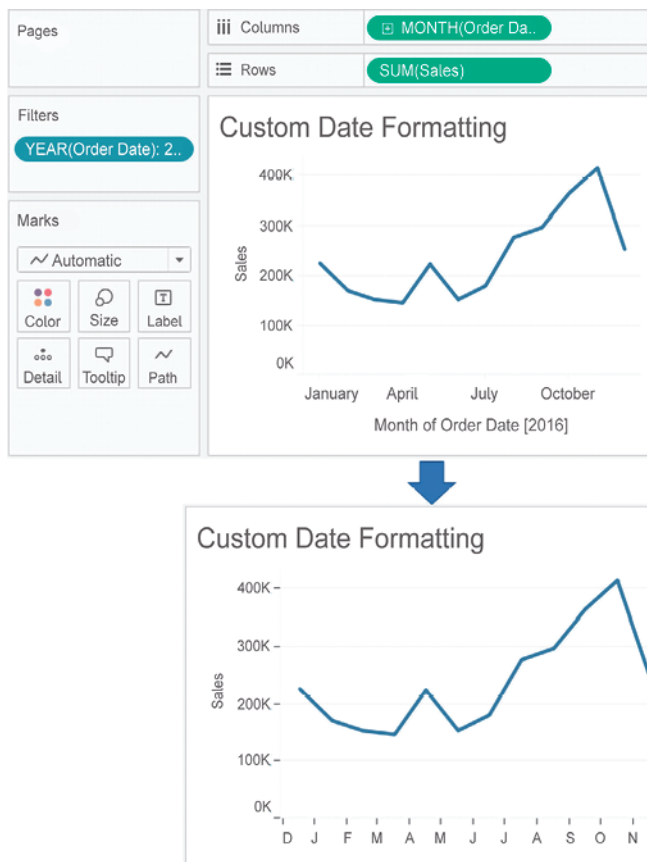 Pages
Columns
MONTH(Order Da..
Rows
SUM(Sales)
Filters
YEAR(Order Date): 2..
Marks
Automatic
Color
Size
Label
Detail
Tooltip
Path
Custom Date Formatting
400K
300K
200K
100K
0K
Sales
January April July October
Month of Order Date [2016]
Custom Date Formatting
400K
300K
200K
100K
0K
Sales
D J F M A M J J A S O N